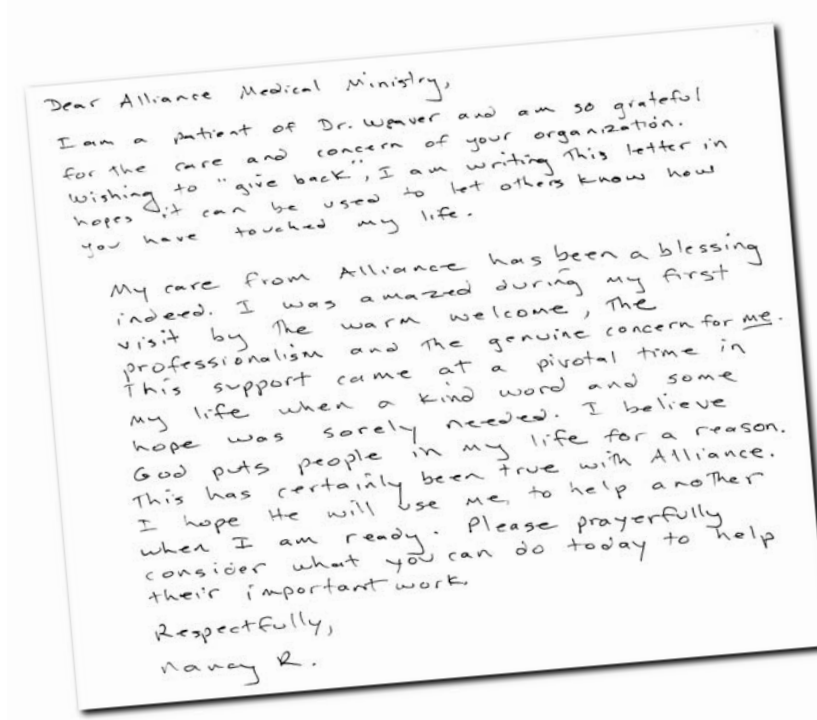 Dear Alliance Medical Ministry,
I am a patient of Dr. Weaver and am so grateful
for the care and concern of your organization.
Wishing to "give back", I am writing this letter in
hopes it can be used to let others know how
you have touched my life.
My care from Alliance has been a blessing
indeed. I was amazed during my first
visit by the warm welcome, the
professionalism and the genuine concern for me.
This support came at a pivotal time in
my life when a kind word and some
hope was sorely needed. I believe
God puts people in my life for a reason.
This has certainly been true with Alliance.
I hope He will use me to help another
when I am ready. Please prayerfully
consider what you can do today to help
their important work.
Respectfully,
Nancy R.